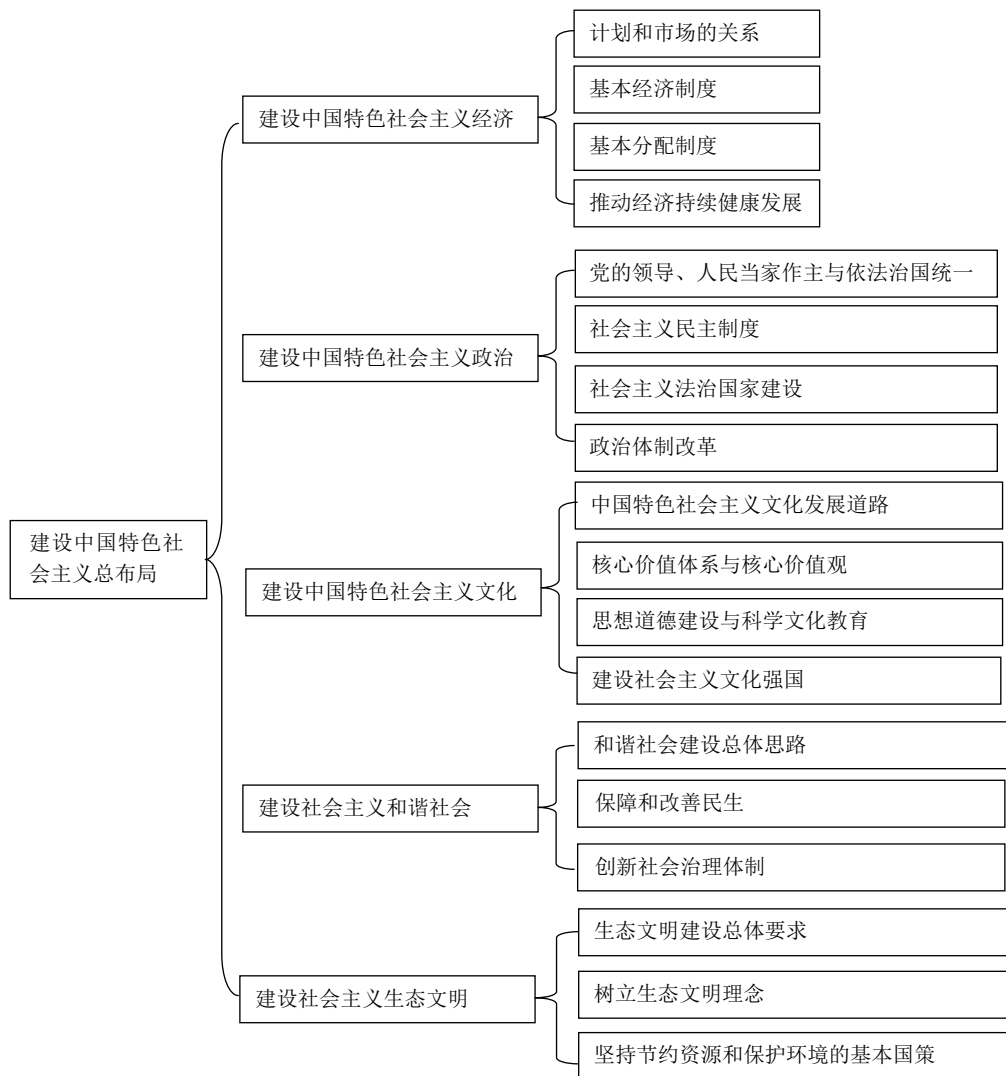 建设中国特色社
会主义总布局
建设中国特色社会主义经济
计划和市场的关系
基本经济制度
基本分配制度
推动经济持续健康发展
建设中国特色社会主义政治
党的领导、人民当家作主与依法治国统一
社会主义民主制度
社会主义法治国家建设
政治体制改革
建设中国特色社会主义文化
中国特色社会主义文化发展道路
核心价值体系与核心价值观
思想道德建设与科学文化教育
建设社会主义文化强国
建设社会主义和谐社会
和谐社会建设总体思路
保障和改善民生
创新社会治理体制
建设社会主义生态文明
生态文明建设总体要求
树立生态文明理念
坚持节约资源和保护环境的基本国策